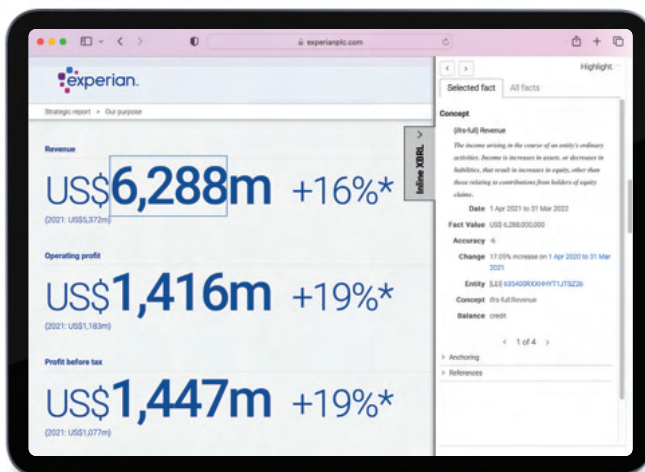 experianplc.com
experian.
Strategic report > Our purpose
Revenue
US$6,288m +16%*
(2021: US$5,372m)
Operating profit
US$1,416m +19%*
(2021: US$1,183m)
Profit before tax
US$1,447m +19%*
(2021: US$1,077m)
Inline XBRL
Highlight
Selected fact
All facts
Concept
(ifrs-full) Revenue
The income arising in the course of an entity's ordinary
activities. Income is increases in assets, or decreases in
liabilities, that result in increases in equity, other than
those relating to contributions from holders of equity
claims.
Date 1 Apr 2021 to 31 Mar 2022
Fact Value US$ 6,288,000,000
Accuracy -6
Change 17.05% increase on 1 Apr 2020 to 31 Mar
2021
Entity [LEI]
Concept ifrs-full:Revenue
Balance credit
< 1 of 4 >
> Anchoring
> References